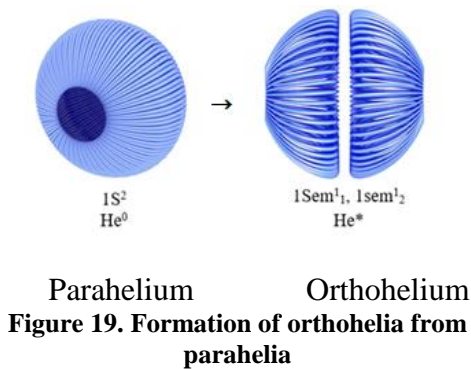 →
1S²                    1Sem¹₁, 1sem¹₂
He⁰                    He*
Parahelium          Orthohelium
Figure 19. Formation of orthohelia from
parahelia